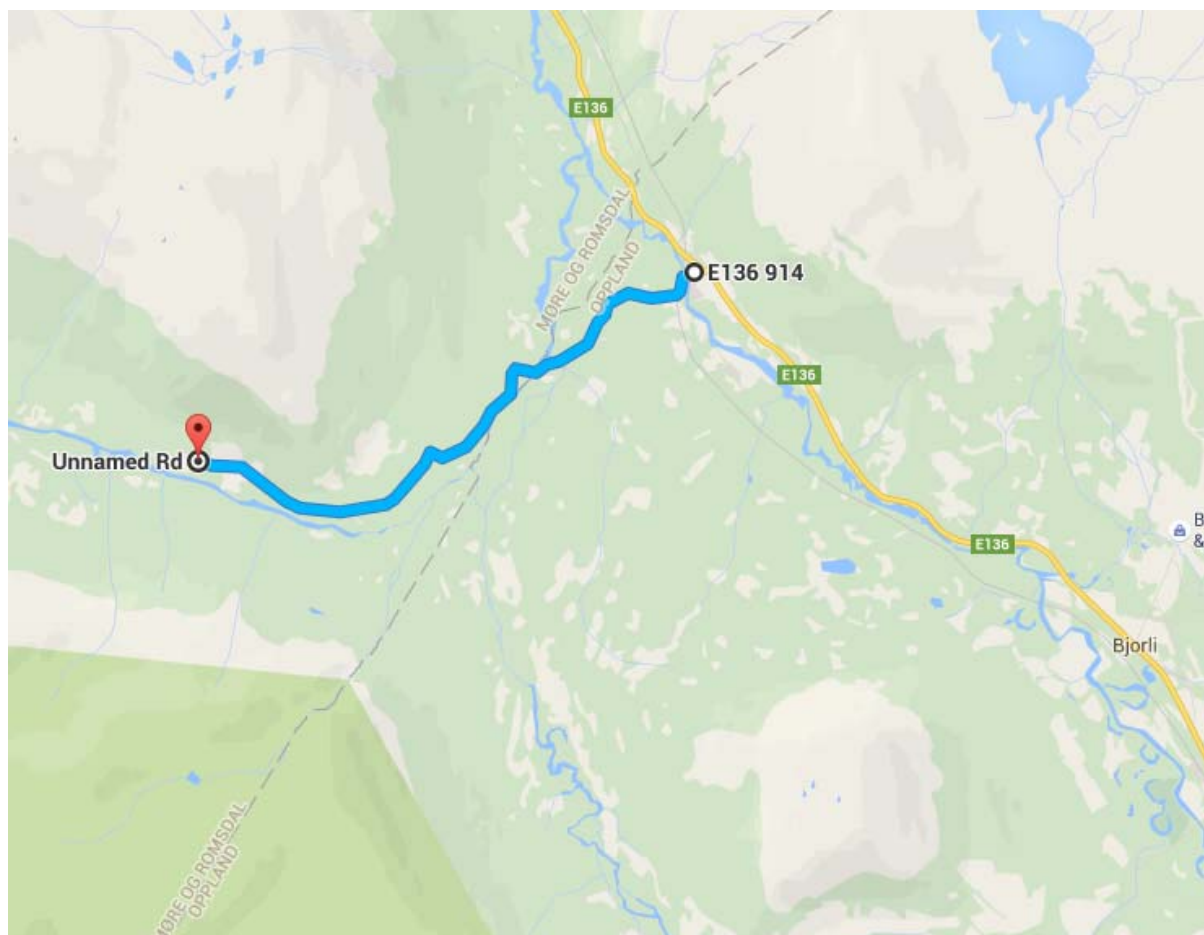 E136
MØRE OG ROMSDAL
OPPLAND
E136 914
E136
Unnamed Rd
B
&
E136
Bjorli
MØRE OG ROMSDAL
OPPLAND